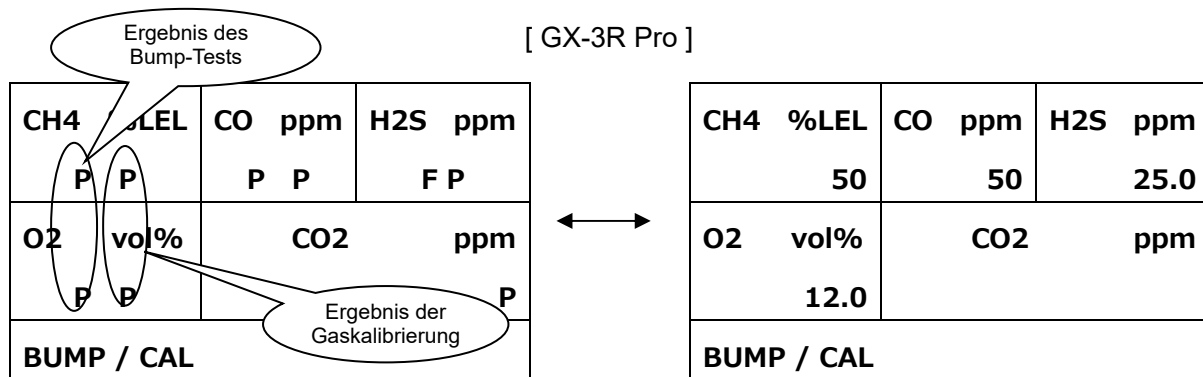 Ergebnis des
Bump-Tests
[ GX-3R Pro ]
CH4 %LEL CO ppm H2S ppm
P P P P F P
O2 vol% CO2 ppm
P P P
Ergebnis der
Gaskalibrierung
BUMP / CAL
CH4 %LEL CO ppm H2S ppm
50 50 25.0
O2 vol% CO2 ppm
12.0
BUMP / CAL